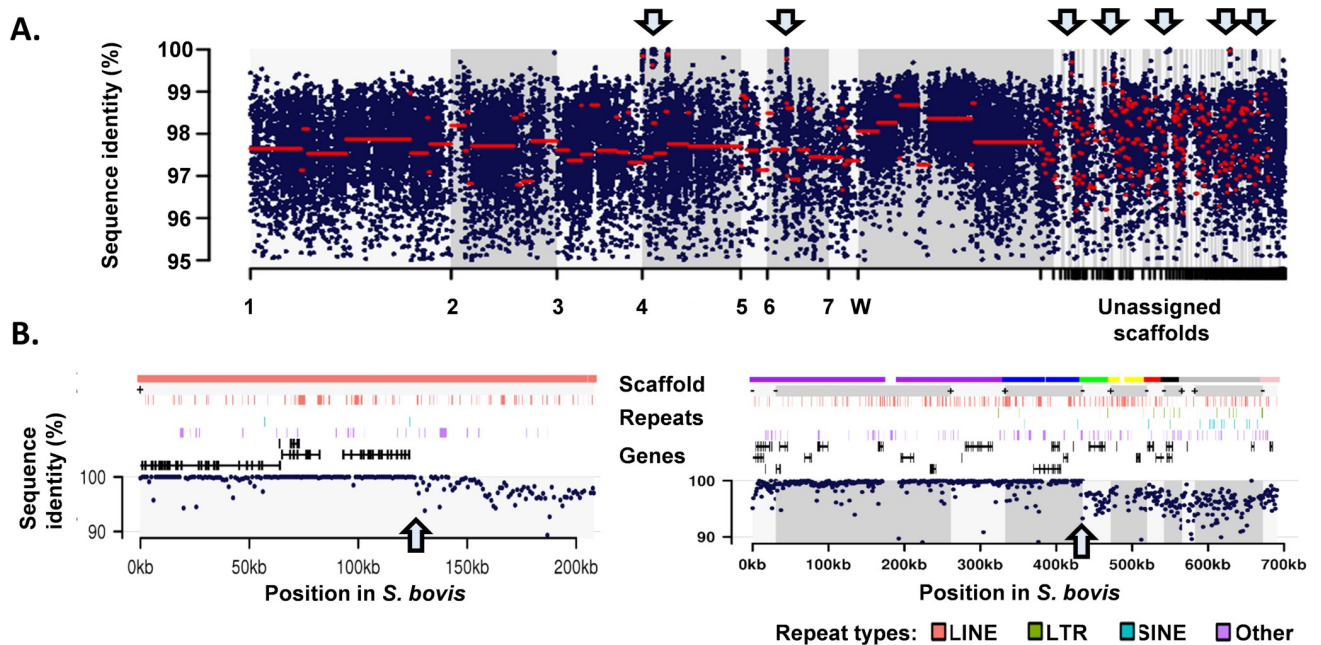 A.
Sequence identity (%)
100
99
98
97
96
95
1 2 3 4 5 6 7 W Unassigned
scaffolds
B.
Scaffold
Repeats
Genes
Sequence
identity (%)
100
90
0kb 50kb 100kb 150kb 200kb
Position in S. bovis
100
90
0kb 100kb 200kb 300kb 400kb 500kb 600kb 700kb
Position in S. bovis
Repeat types: LINE LTR SINE Other